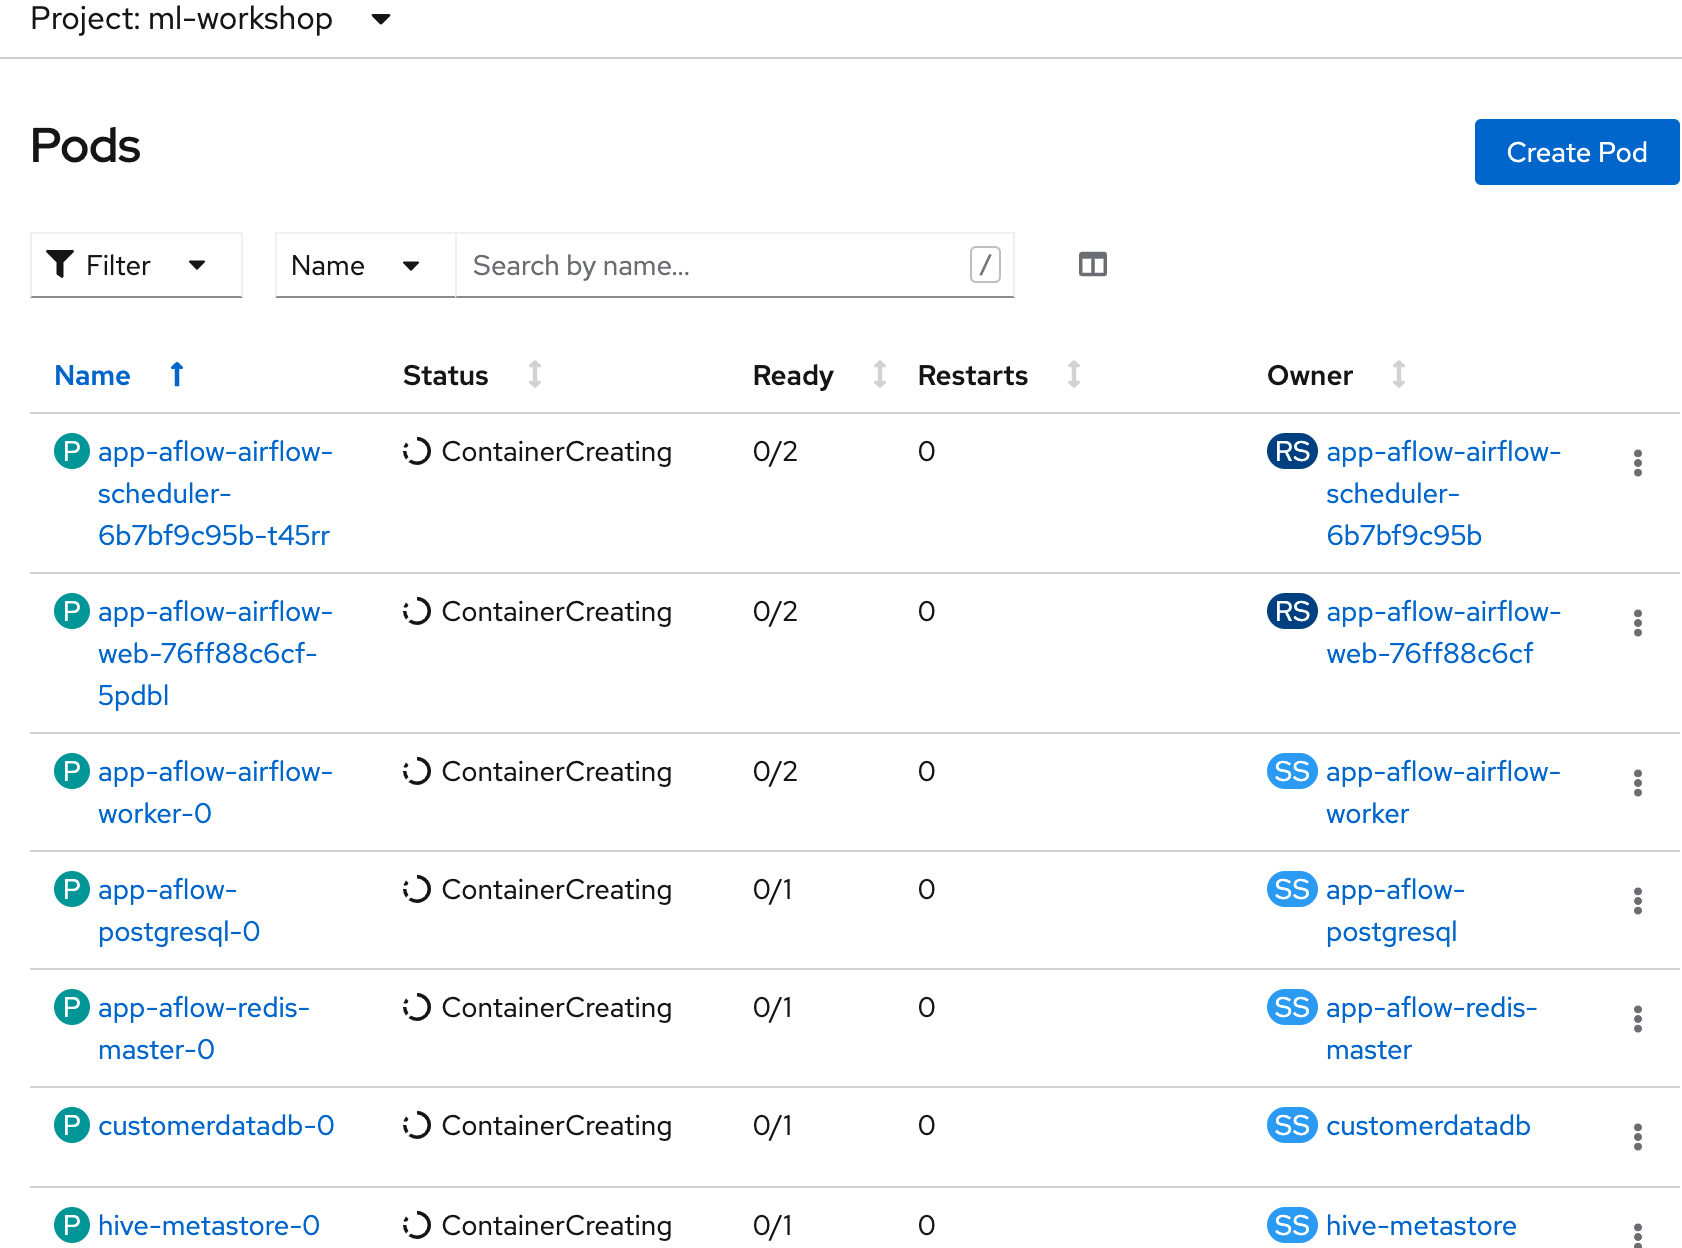 Project: ml-workshop
Pods
Create Pod
Filter
Name
Search by name...
/
Name Status Ready Restarts Owner
P app-aflow-airflow-scheduler-6b7bf9c95b-t45rr ContainerCreating 0/2 0 RS app-aflow-airflow-scheduler-6b7bf9c95b
P app-aflow-airflow-web-76ff88c6cf-5pdbl ContainerCreating 0/2 0 RS app-aflow-airflow-web-76ff88c6cf
P app-aflow-airflow-worker-0 ContainerCreating 0/2 0 SS app-aflow-airflow-worker
P app-aflow-postgresql-0 ContainerCreating 0/1 0 SS app-aflow-postgresql
P app-aflow-redis-master-0 ContainerCreating 0/1 0 SS app-aflow-redis-master
P customerdatadb-0 ContainerCreating 0/1 0 SS customerdatadb
P hive-metastore-0 ContainerCreating 0/1 0 SS hive-metastore